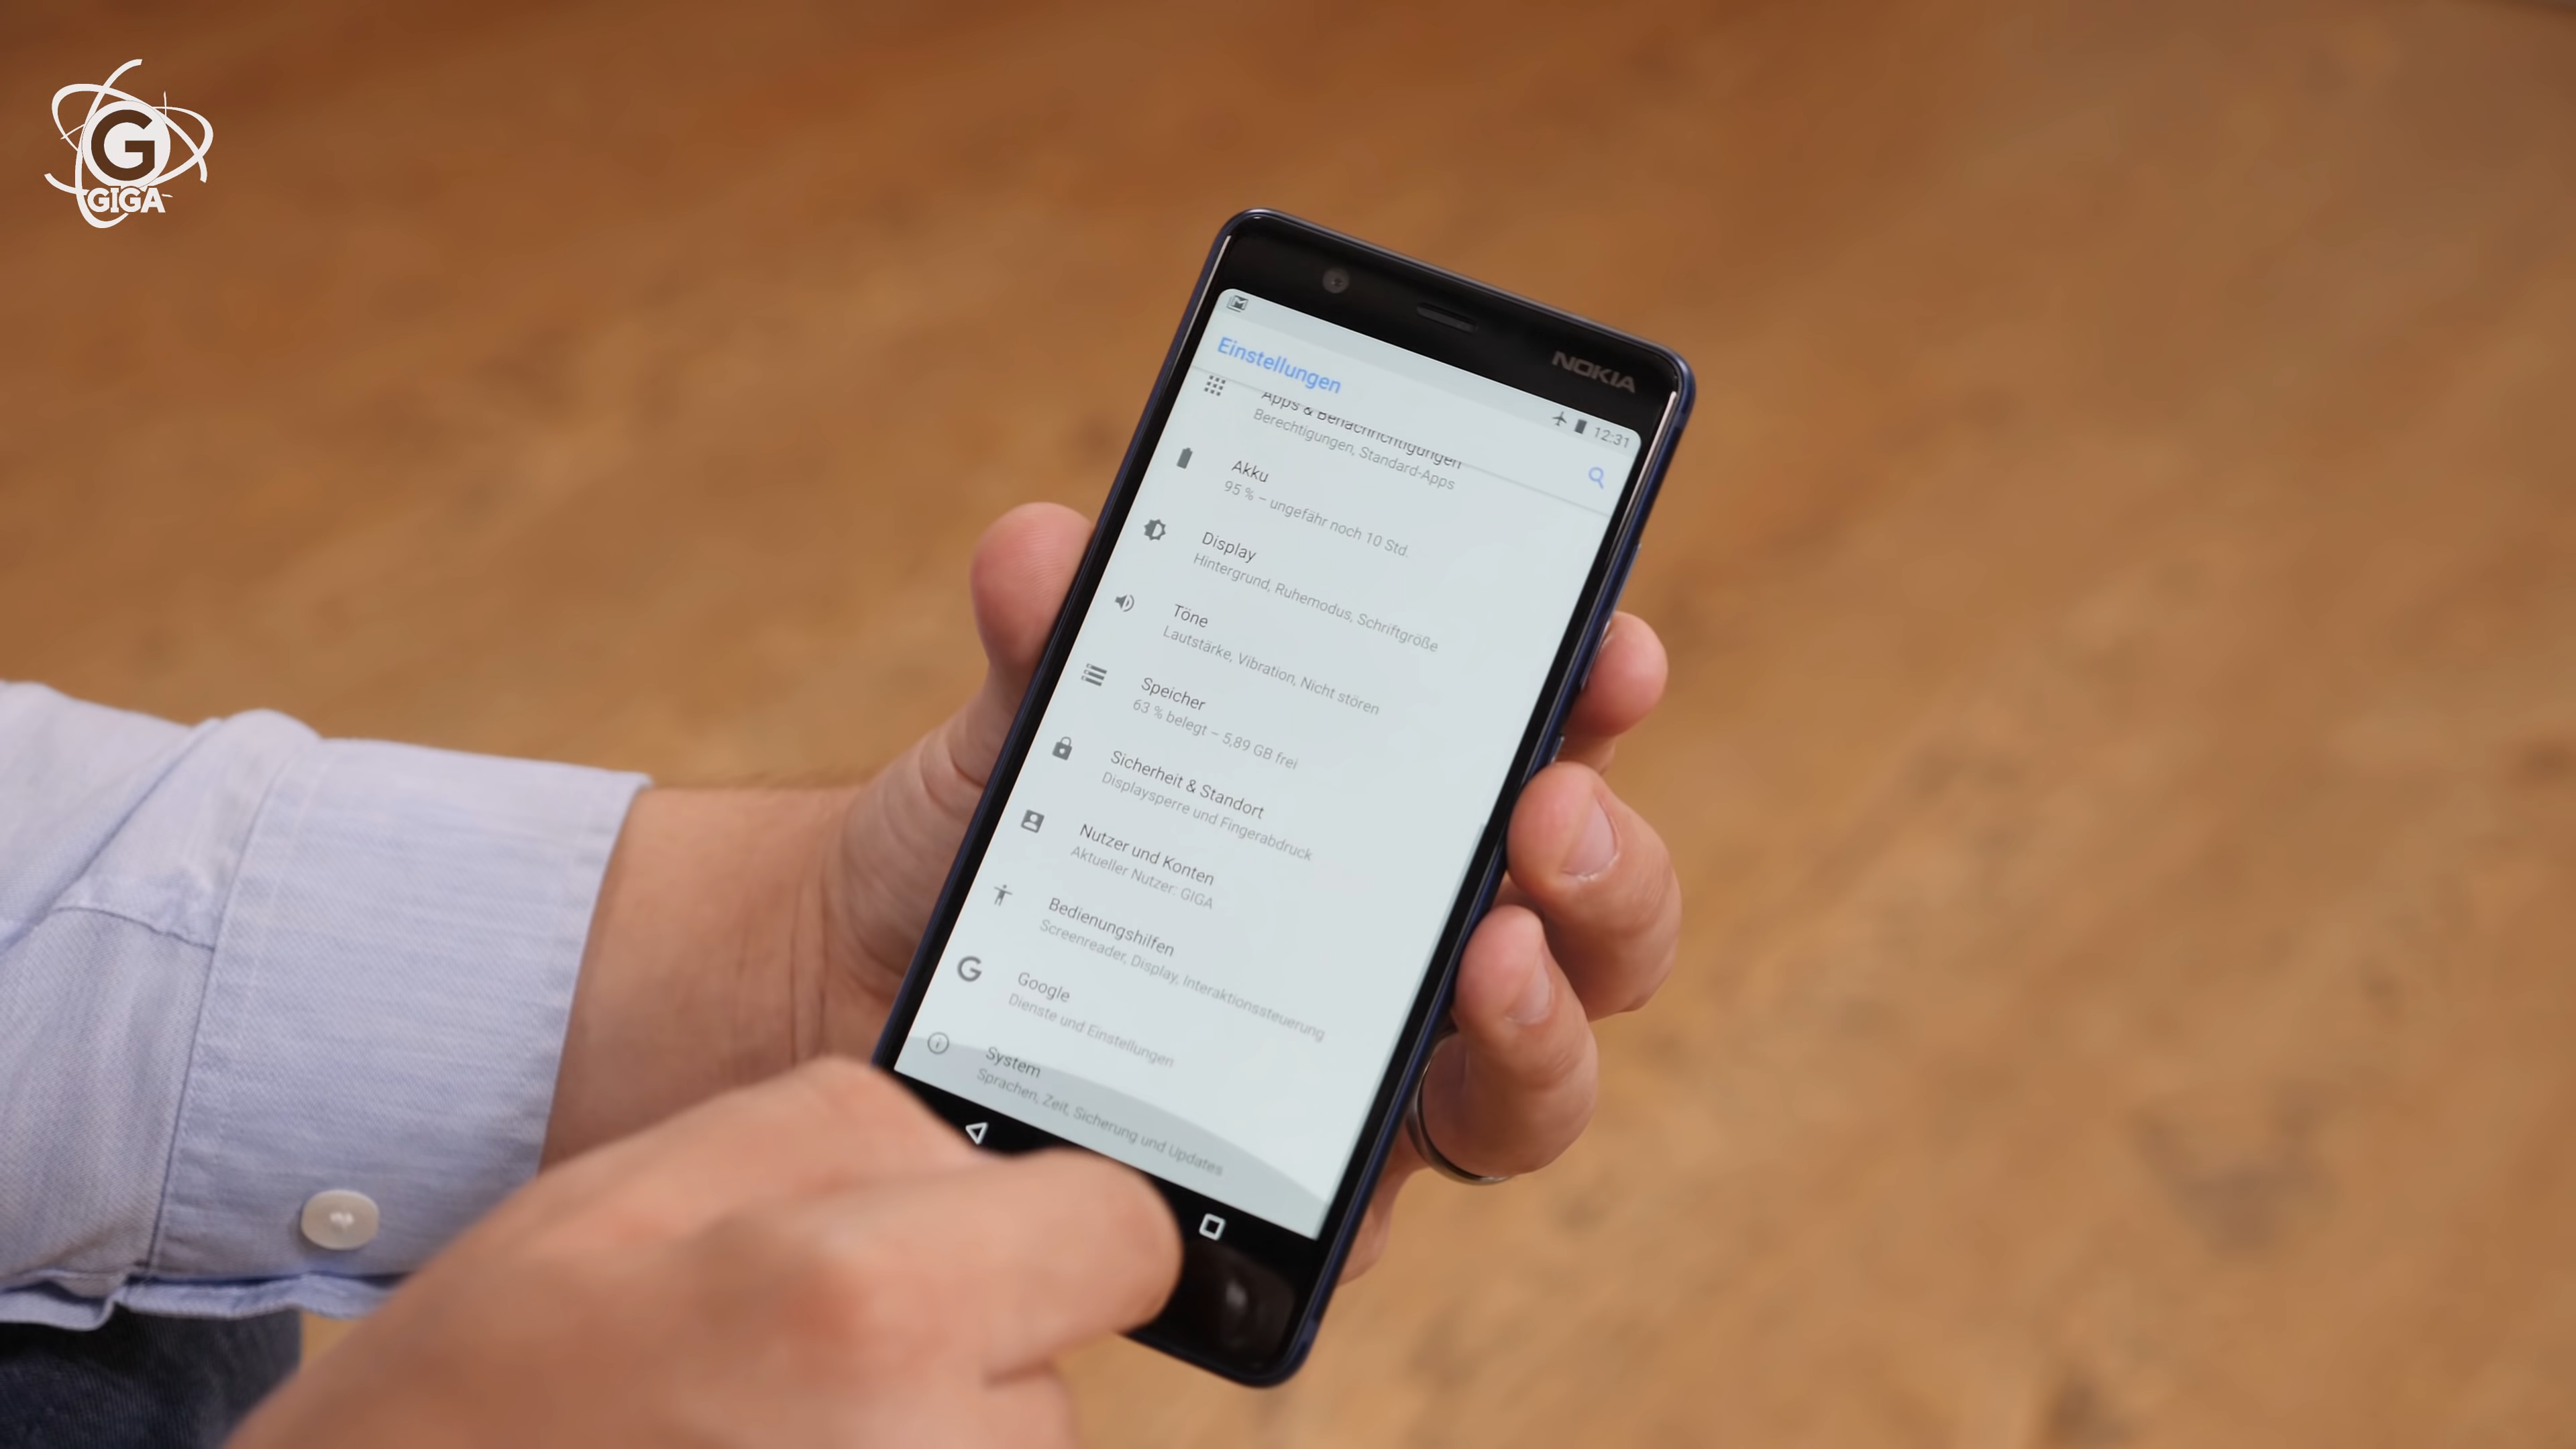 G
GIGA
NOKIA
12:31
Einstellungen
Apps & Benachrichtigungen
Berechtigungen, Standard-Apps
Akku
95 % – ungefähr noch 10 Std.
Display
Hintergrund, Ruhemodus, Schriftgröße
Töne
Lautstärke, Vibration, Nicht stören
Speicher
63 % belegt – 5,89 GB frei
Sicherheit & Standort
Displaysperre und Fingerabdruck
Nutzer und Konten
Aktueller Nutzer: GIGA
Bedienungshilfen
Screenreader, Display, Interaktionssteuerung
G
Google
Dienste und Einstellungen
System
Sprachen, Zeit, Sicherung und Updates